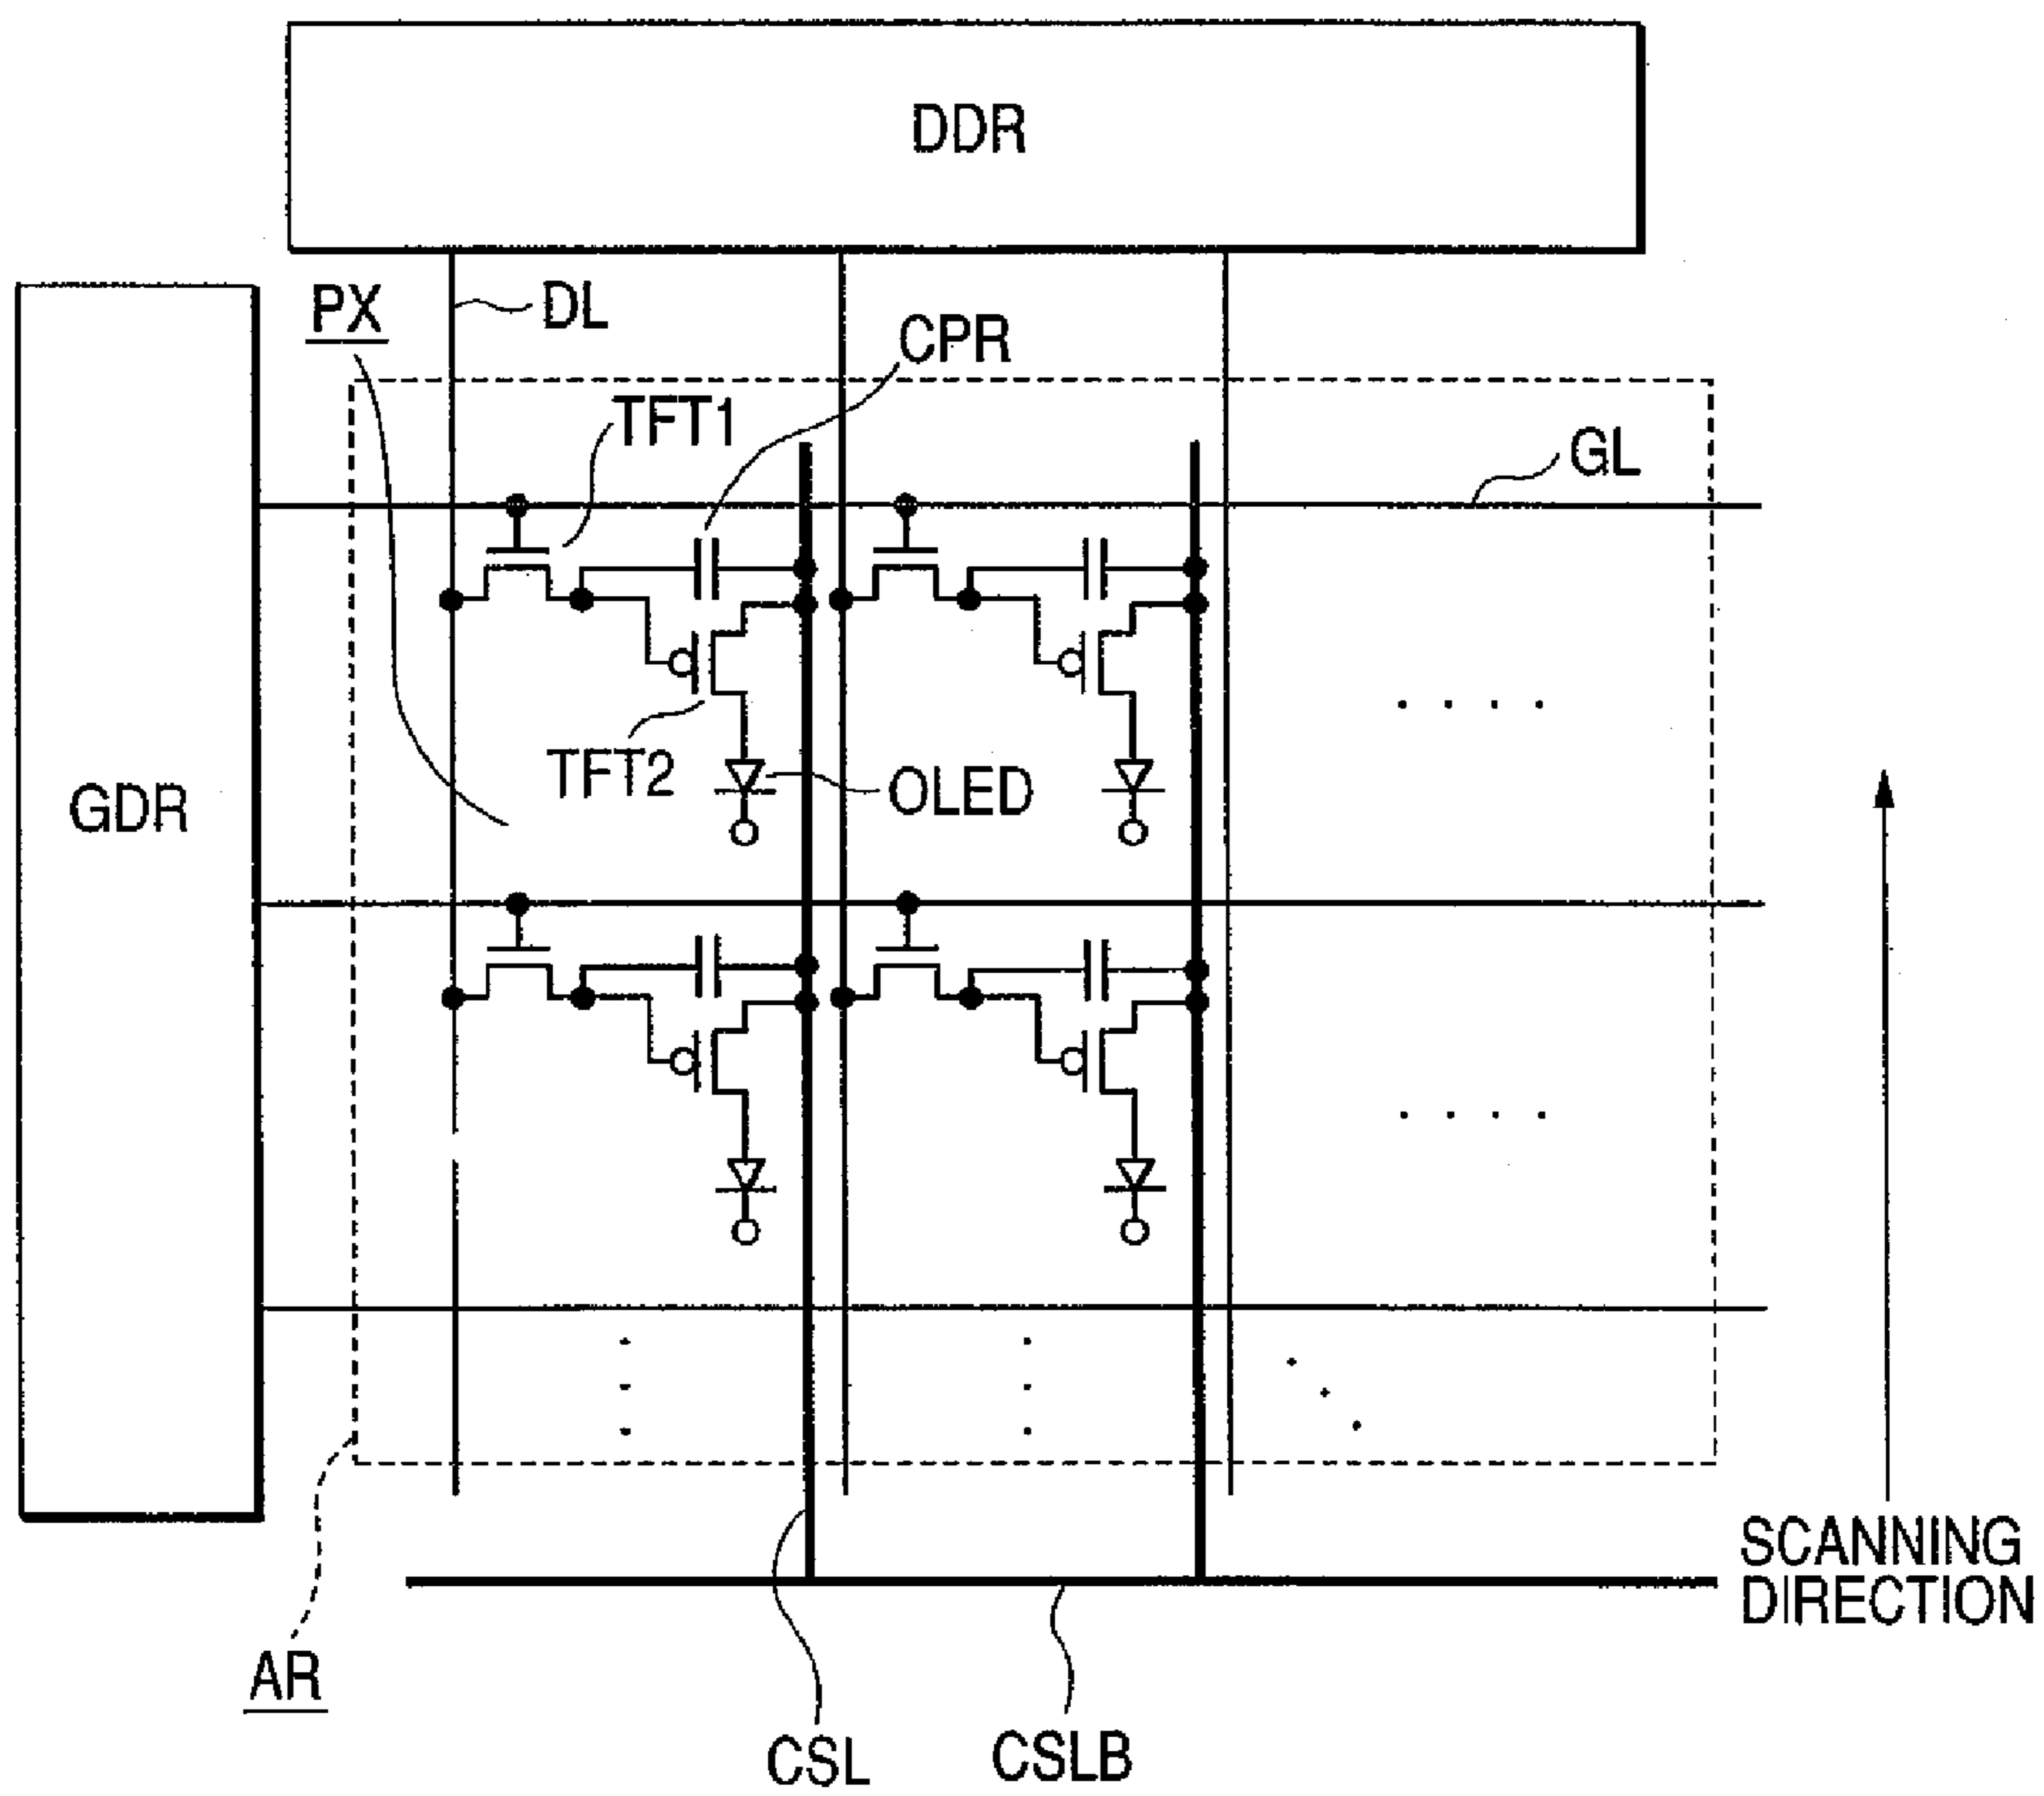 DDR
PX
DL
CPR
TFT1
GL
TFT2
OLED
GDR
SCANNING
DIRECTION
AR
CSL
CSLB